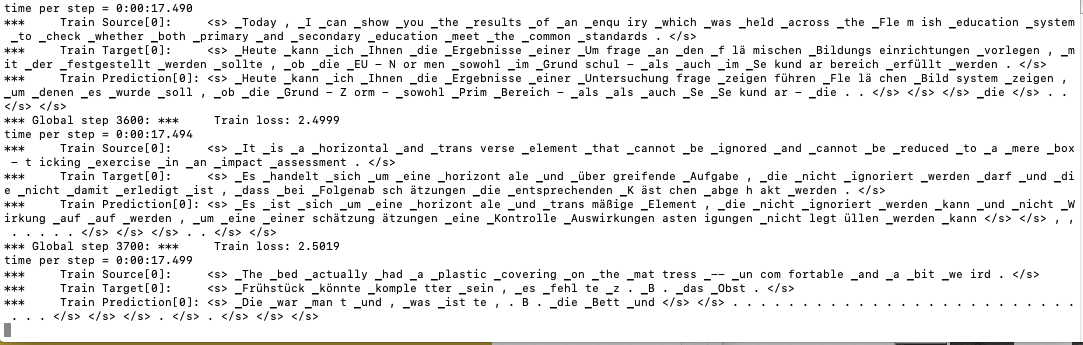 time per step = 0:00:17.490
***     Train Source[0]:     <s> _Today , _I _can _show _you _the _results _of _an _enqu iry _which _was _held _across _the _Fle m ish _education _system
 _to _check _whether _both _primary _and _secondary _education _meet _the _common _standards . </s>
***     Train Target[0]:     <s> _Heute _kann _ich _Ihnen _die _Ergebnisse _einer _Um frage _an _den _f lä mischen _Bildungs einrichtungen _vorlegen , _m
it _der _festgestellt _werden _sollte , _ob _die _EU - N or men _sowohl _im _Grund schul - _als _auch _im _Se kund ar bereich _erfüllt _werden . </s>
***     Train Prediction[0]: <s> _Heute _kann _ich _Ihnen _die _Ergebnisse _einer _Untersuchung frage _zeigen führen _Fle lä chen _Bild system _zeigen ,
 _um _denen _es _wurde _soll , _ob _die _Grund - Z orm - _sowohl _Prim _Bereich - _als _als _auch _Se _Se kund ar - _die . . </s> </s> </s> _die </s> . .
</s> </s>
*** Global step 3600: ***     Train loss: 2.4999
time per step = 0:00:17.494
***     Train Source[0]:     <s> _It _is _a _horizontal _and _trans verse _element _that _cannot _be _ignored _and _cannot _be _reduced _to _a _mere _box
 - t icking _exercise _in _an _impact _assessment . </s>
***     Train Target[0]:     <s> _Es _handelt _sich _um _eine _horizont ale _und _über greifende _Aufgabe , _die _nicht _ignoriert _werden _darf _und _di
e _nicht _damit _erledigt _ist , _dass _bei _Folgenab sch ätzungen _die _entsprechenden _K äst chen _abge h akt _werden . </s>
***     Train Prediction[0]: <s> _Es _ist _sich _um _eine _horizont ale _und _trans mäßige _Element , _die _nicht _ignoriert _werden _kann _und _nicht _W
irkung _auf _auf _werden , _um _eine _einer schätzung ätzungen _eine _Kontrolle _Auswirkungen asten igungen _nicht legt üllen _werden _kann </s> </s> , ,
 . . . . . </s> </s> </s> . . </s> </s>
*** Global step 3700: ***     Train loss: 2.5019
time per step = 0:00:17.499
***     Train Source[0]:     <s> _The _bed _actually _had _a _plastic _covering _on _the _mat tress _-- _un com fortable _and _a _bit _we ird . </s>
***     Train Target[0]:     <s> _Frühstück _könnte _komple tter _sein , _es _fehl te _z . _B . _das _Obst . </s>
***     Train Prediction[0]: <s> _Die _war _man t _und , _was _ist te , . B . _die _Bett _und </s> </s> . . . . . . . . . . . . . . . . . . . . . . . . .
 . . . </s> </s> </s> . </s> . </s> </s> </s>